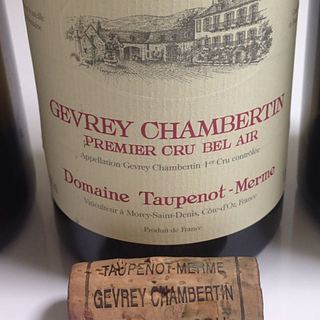 GEVREY CHAMBERTIN
PREMIER CRU BEL AIR
Appellation Gevrey Chambertin 1er Cru contrôlée
Domaine Taupenot-Merme
Viticulteur à Morey-Saint-Denis, Côte-d'Or, France
Produit de France
TAUPENOT-MERME
GEVREY CHAMBERTIN